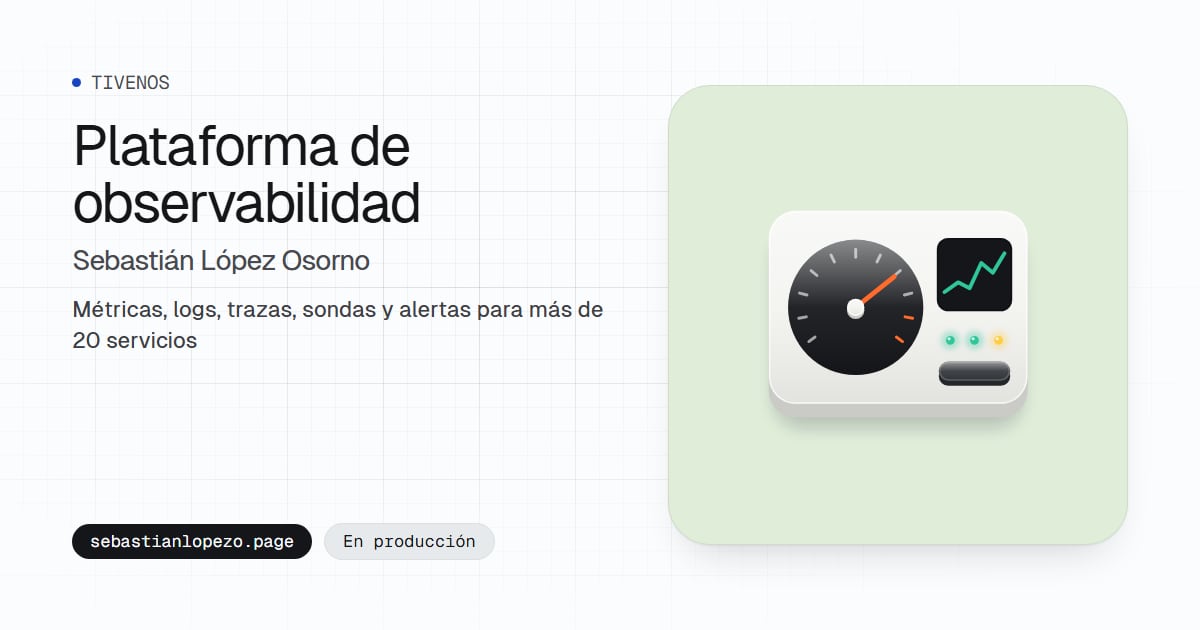 TIVENOS
Plataforma de
observabilidad
Sebastián López Osorno
Métricas, logs, trazas, sondas y alertas para más de
20 servicios
sebastianlopezo.page
En producción